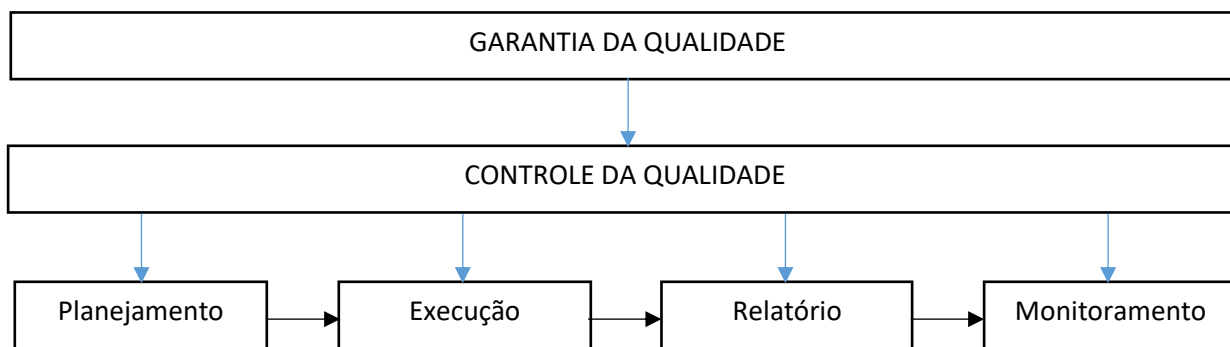 GARANTIA DA QUALIDADE
CONTROLE DA QUALIDADE
Planejamento
Execução
Relatório
Monitoramento